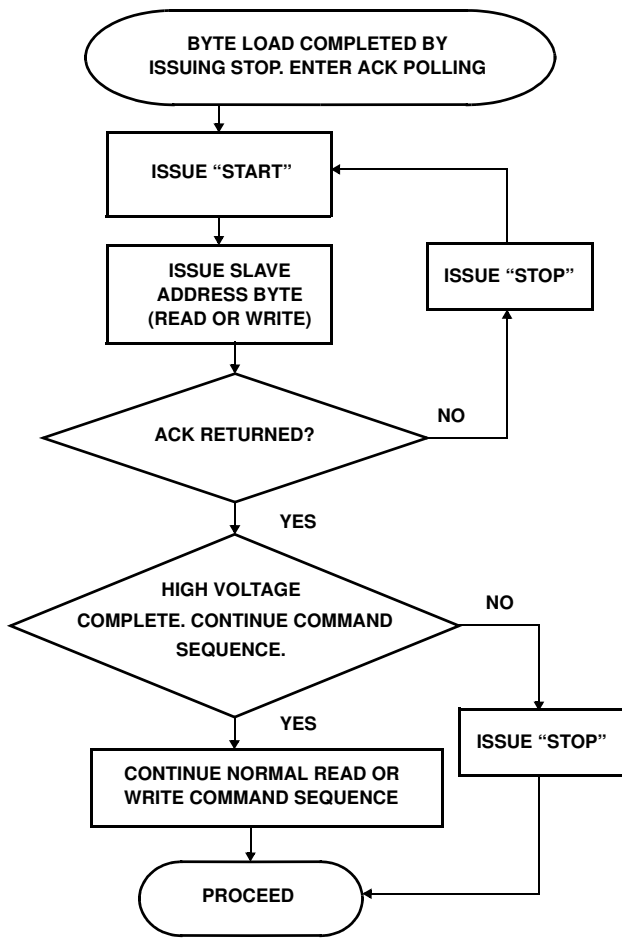 BYTE LOAD COMPLETED BY
ISSUING STOP. ENTER ACK POLLING
ISSUE “START”
ISSUE SLAVE
ADDRESS BYTE
(READ OR WRITE)
ISSUE “STOP”
ACK RETURNED?
NO
YES
HIGH VOLTAGE
COMPLETE. CONTINUE COMMAND
SEQUENCE.
NO
YES
ISSUE “STOP”
CONTINUE NORMAL READ OR
WRITE COMMAND SEQUENCE
PROCEED